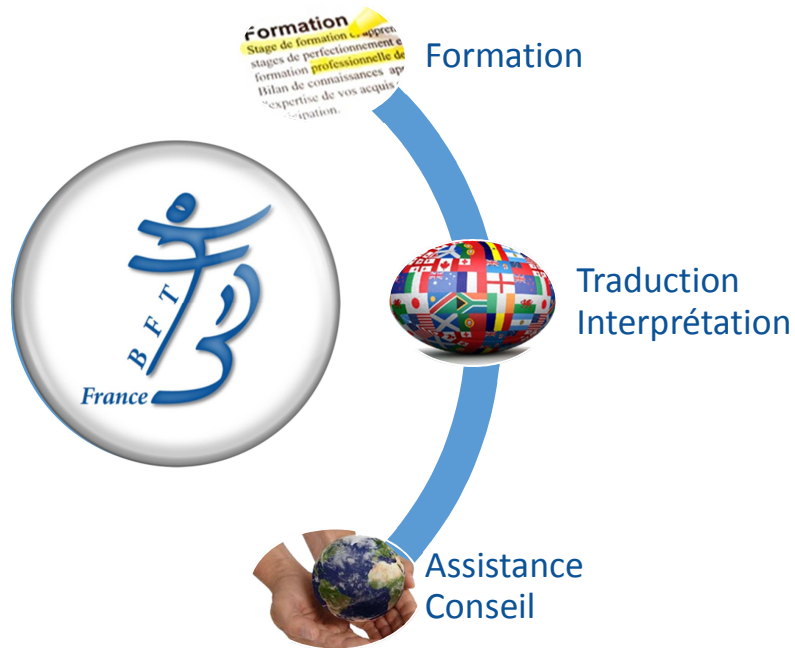 Formation
Stage de formation
stages de perfectionnement
formation professionnelle de
Bilan de connaissances
l'expertise de vos acquis
Formation
B F T
France
Traduction
Interprétation
Assistance
Conseil